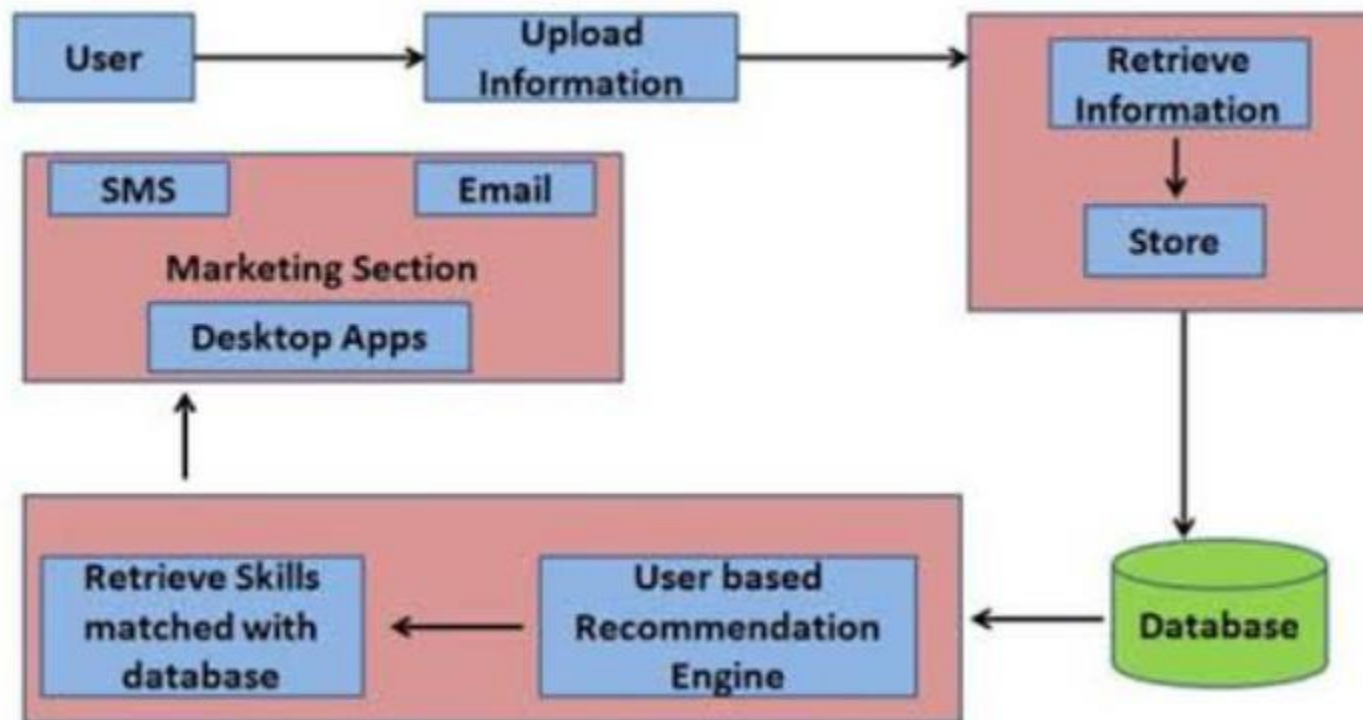 User
Upload
Information
Retrieve
Information
Store
SMS
Email
Marketing Section
Desktop Apps
Retrieve Skills
matched with
database
User based
Recommendation
Engine
Database